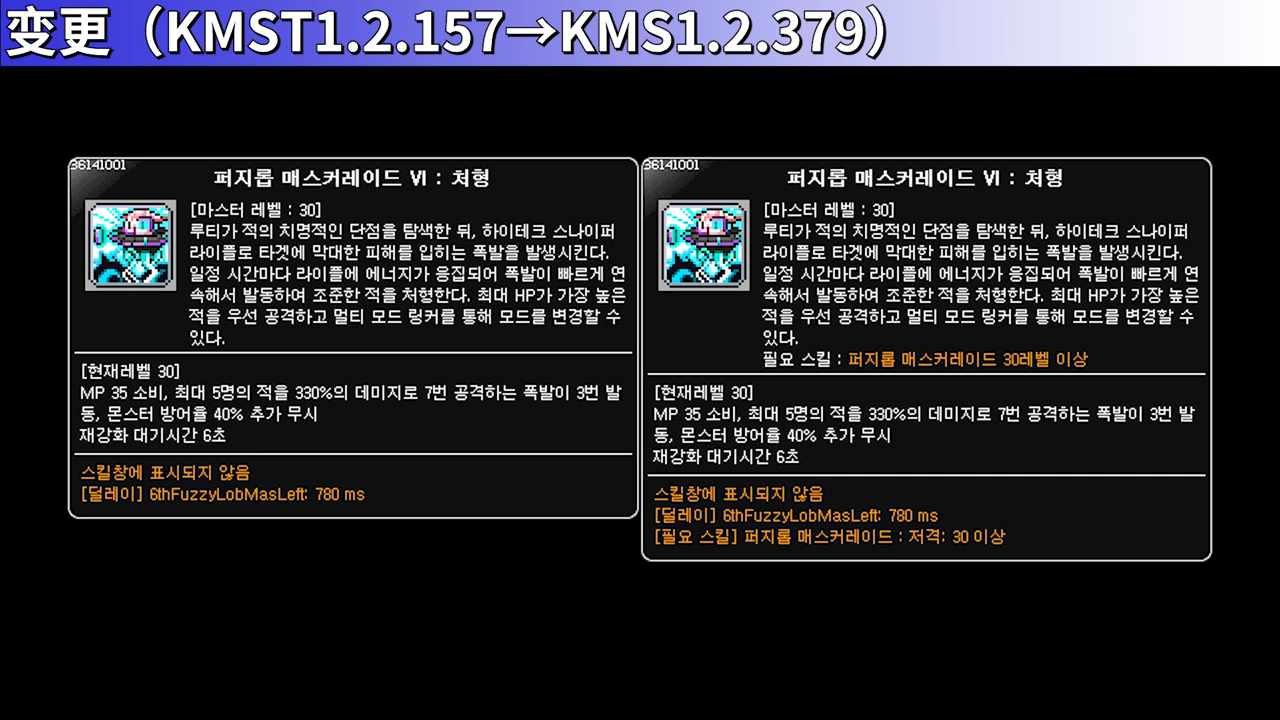 变更（KMST1.2.157→KMS1.2.379）
36141001
퍼지롭 매스커레이드 VI : 처형
[마스터 레벨 : 30]
루티가 적의 치명적인 단점을 탐색한 뒤, 하이테크 스나이퍼
라이플로 타겟에 막대한 피해를 입히는 폭발을 발생시킨다.
일정 시간마다 라이플에 에너지가 응집되어 폭발이 빠르게 연
속해서 발동하여 조준한 적을 처형한다. 최대 HP가 가장 높은
적을 우선 공격하고 멀티 모드 링커를 통해 모드를 변경할 수
있다.
[현재레벨 30]
MP 35 소비, 최대 5명의 적을 330%의 데미지로 7번 공격하는 폭발이 3번 발
동, 몬스터 방어율 40% 추가 무시
재강화 대기시간 6초
스킬창에 표시되지 않음
[딜레이] 6thFuzzyLobMasLeft: 780 ms
36141001
퍼지롭 매스커레이드 VI : 처형
[마스터 레벨 : 30]
루티가 적의 치명적인 단점을 탐색한 뒤, 하이테크 스나이퍼
라이플로 타겟에 막대한 피해를 입히는 폭발을 발생시킨다.
일정 시간마다 라이플에 에너지가 응집되어 폭발이 빠르게 연
속해서 발동하여 조준한 적을 처형한다. 최대 HP가 가장 높은
적을 우선 공격하고 멀티 모드 링커를 통해 모드를 변경할 수
있다.
필요 스킬 : 퍼지롭 매스커레이드 30레벨 이상
[현재레벨 30]
MP 35 소비, 최대 5명의 적을 330%의 데미지로 7번 공격하는 폭발이 3번 발
동, 몬스터 방어율 40% 추가 무시
재강화 대기시간 6초
스킬창에 표시되지 않음
[딜레이] 6thFuzzyLobMasLeft: 780 ms
[필요 스킬] 퍼지롭 매스커레이드 : 저격: 30 이상